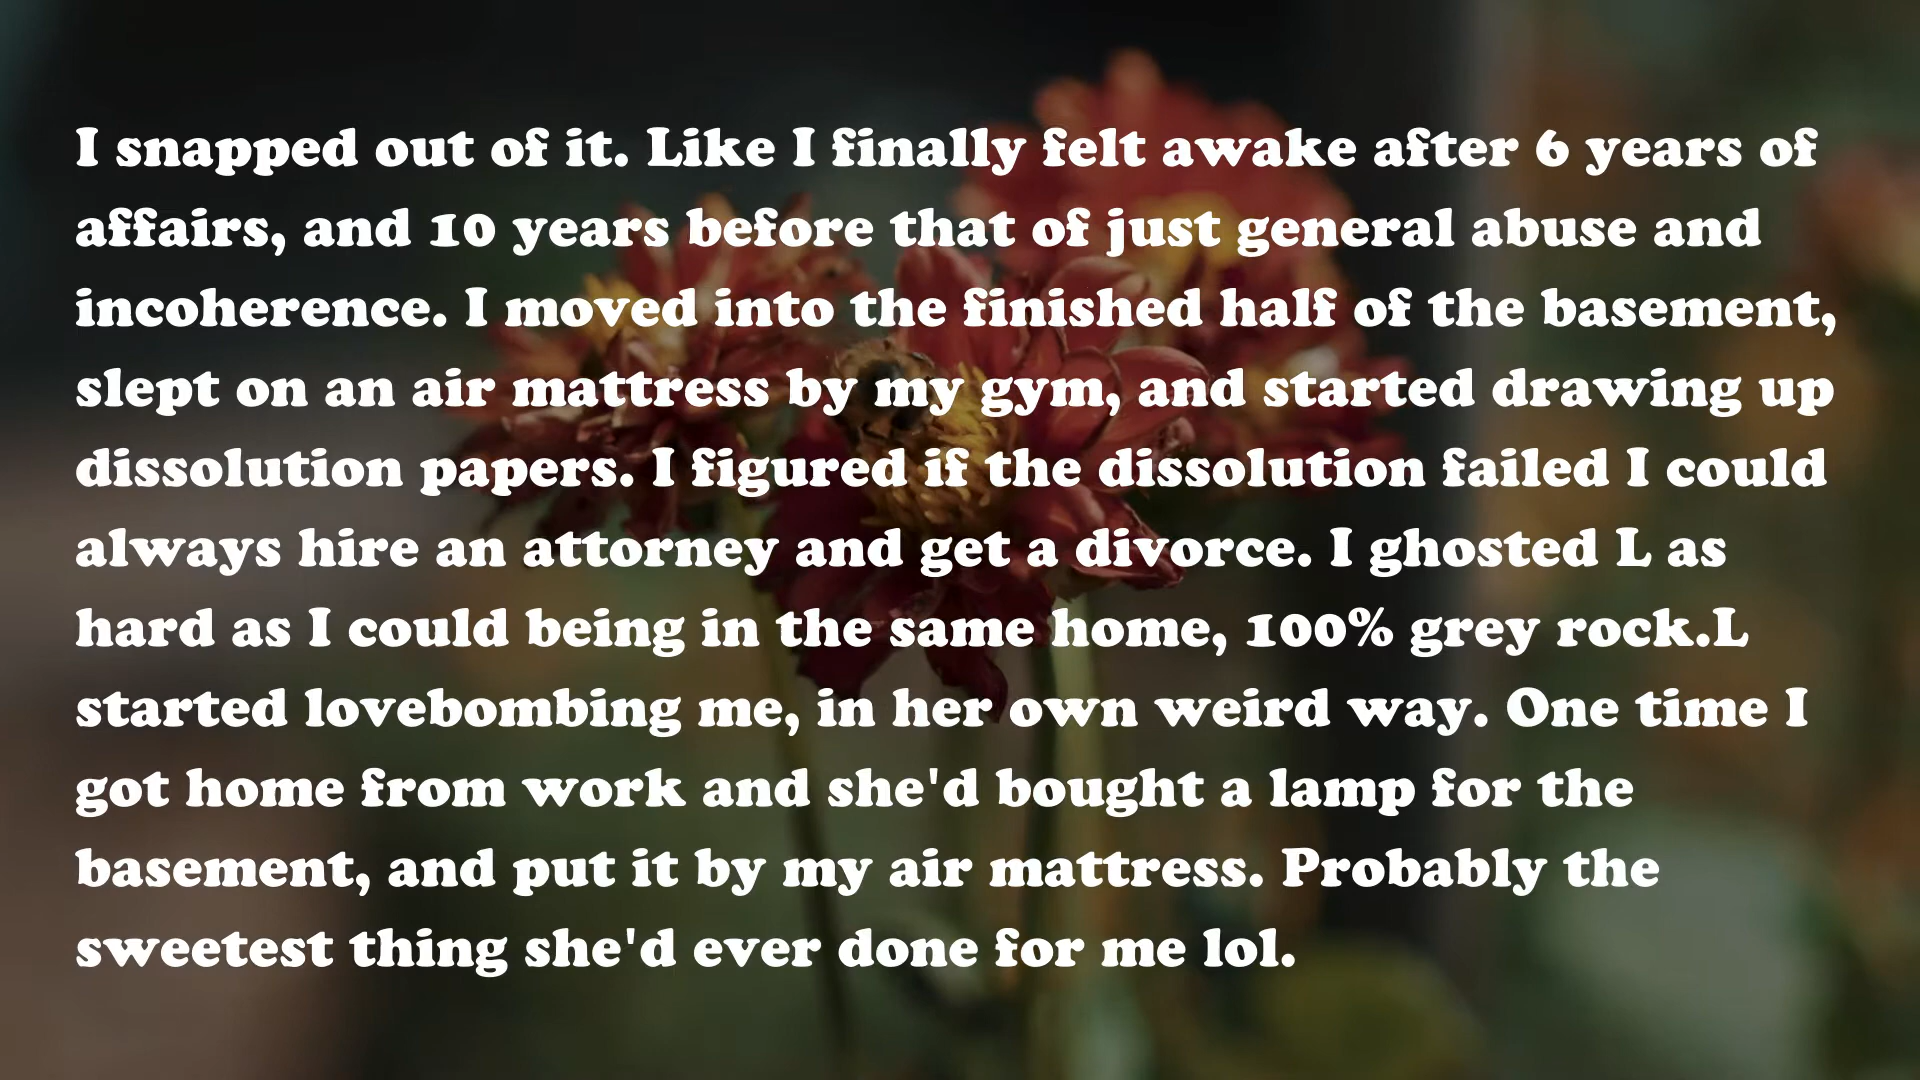 I snapped out of it. Like I finally felt awake after 6 years of
affairs, and 10 years before that of just general abuse and
incoherence. I moved into the finished half of the basement,
slept on an air mattress by my gym, and started drawing up
dissolution papers. I figured if the dissolution failed I could
always hire an attorney and get a divorce. I ghosted L as
hard as I could being in the same home, 100% grey rock.L
started lovebombing me, in her own weird way. One time I
got home from work and she'd bought a lamp for the
basement, and put it by my air mattress. Probably the
sweetest thing she'd ever done for me lol.